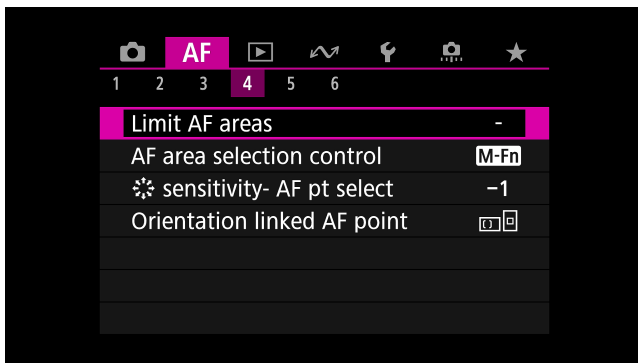 AF
1 2 3 4 5 6
Limit AF areas -
AF area selection control M-Fn
sensitivity- AF pt select −1
Orientation linked AF point